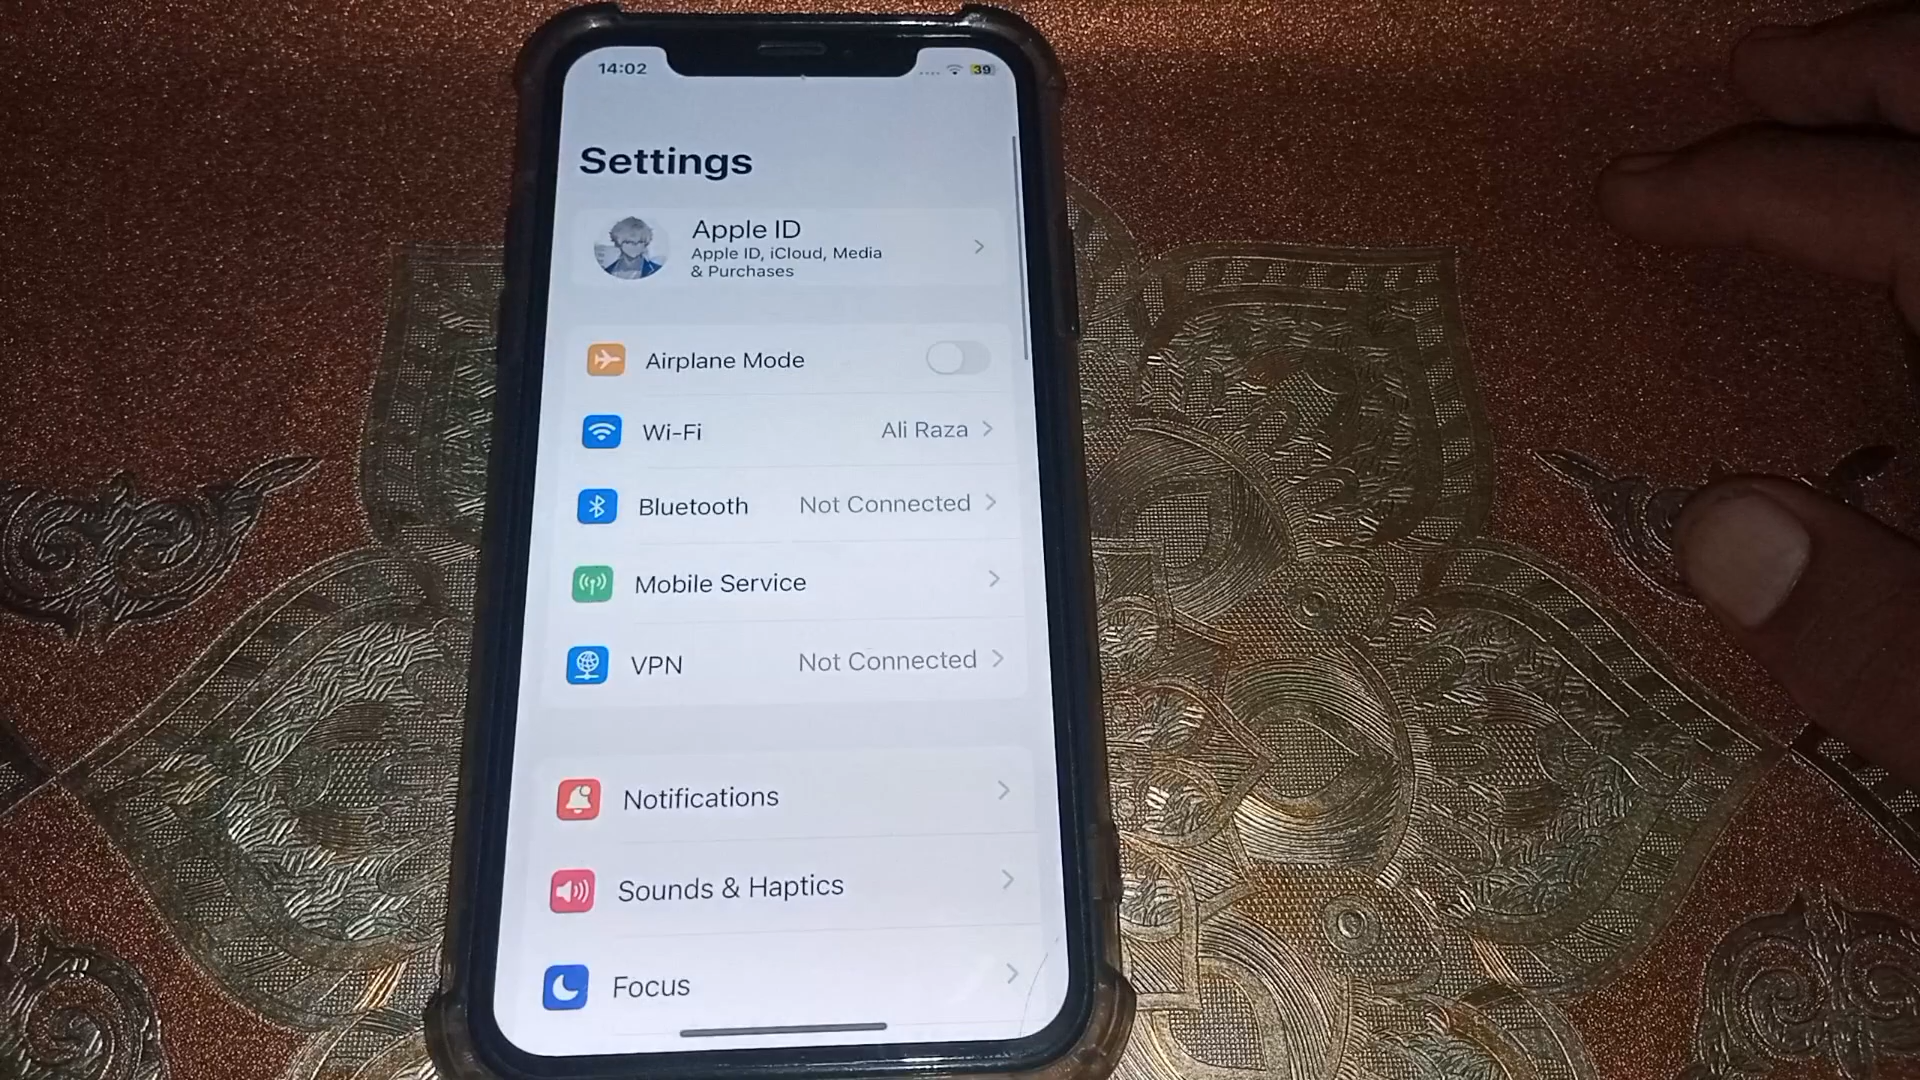 14:02
39
Settings
Apple ID
Apple ID, iCloud, Media
& Purchases
Airplane Mode
Wi-Fi
Ali Raza
Bluetooth
Not Connected
Mobile Service
VPN
Not Connected
Notifications
Sounds & Haptics
Focus